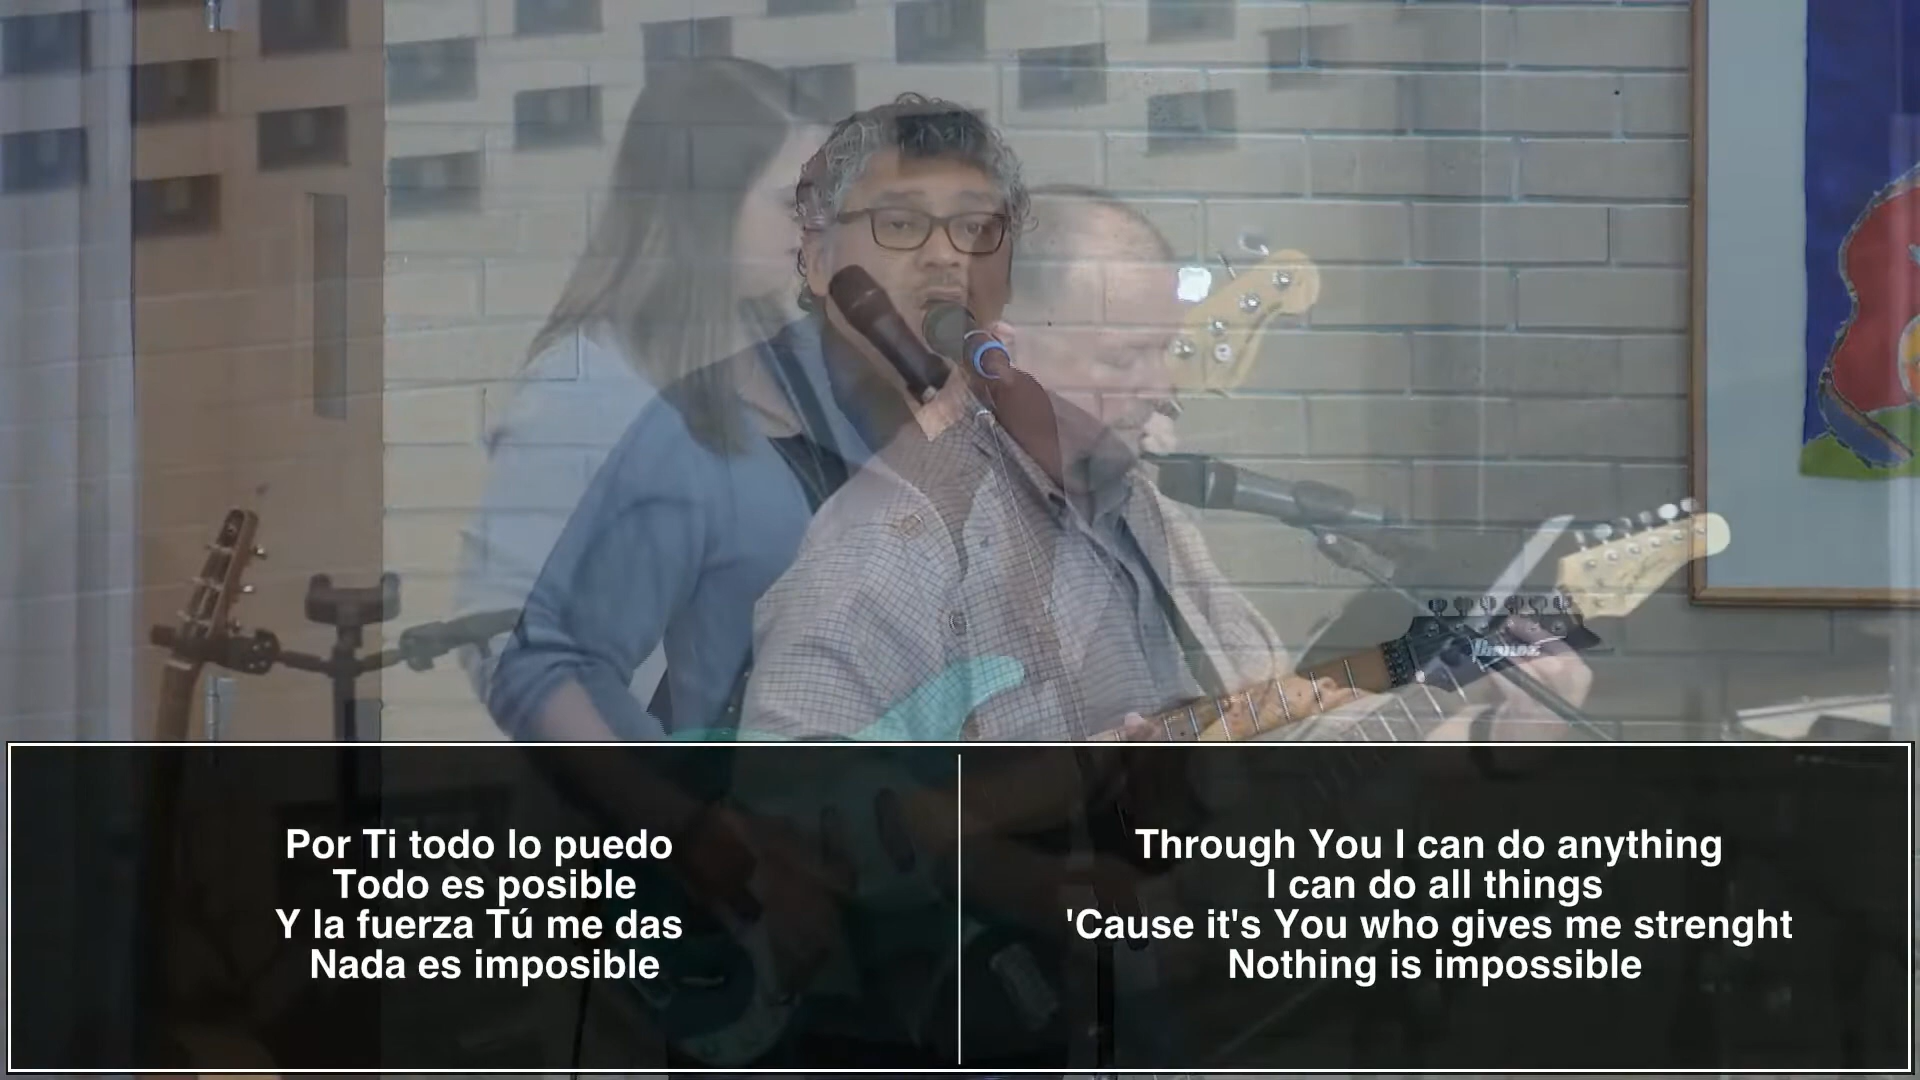 Ibanez
Por Ti todo lo puedo
Todo es posible
Y la fuerza Tú me das
Nada es imposible
Through You I can do anything
I can do all things
'Cause it's You who gives me strenght
Nothing is impossible